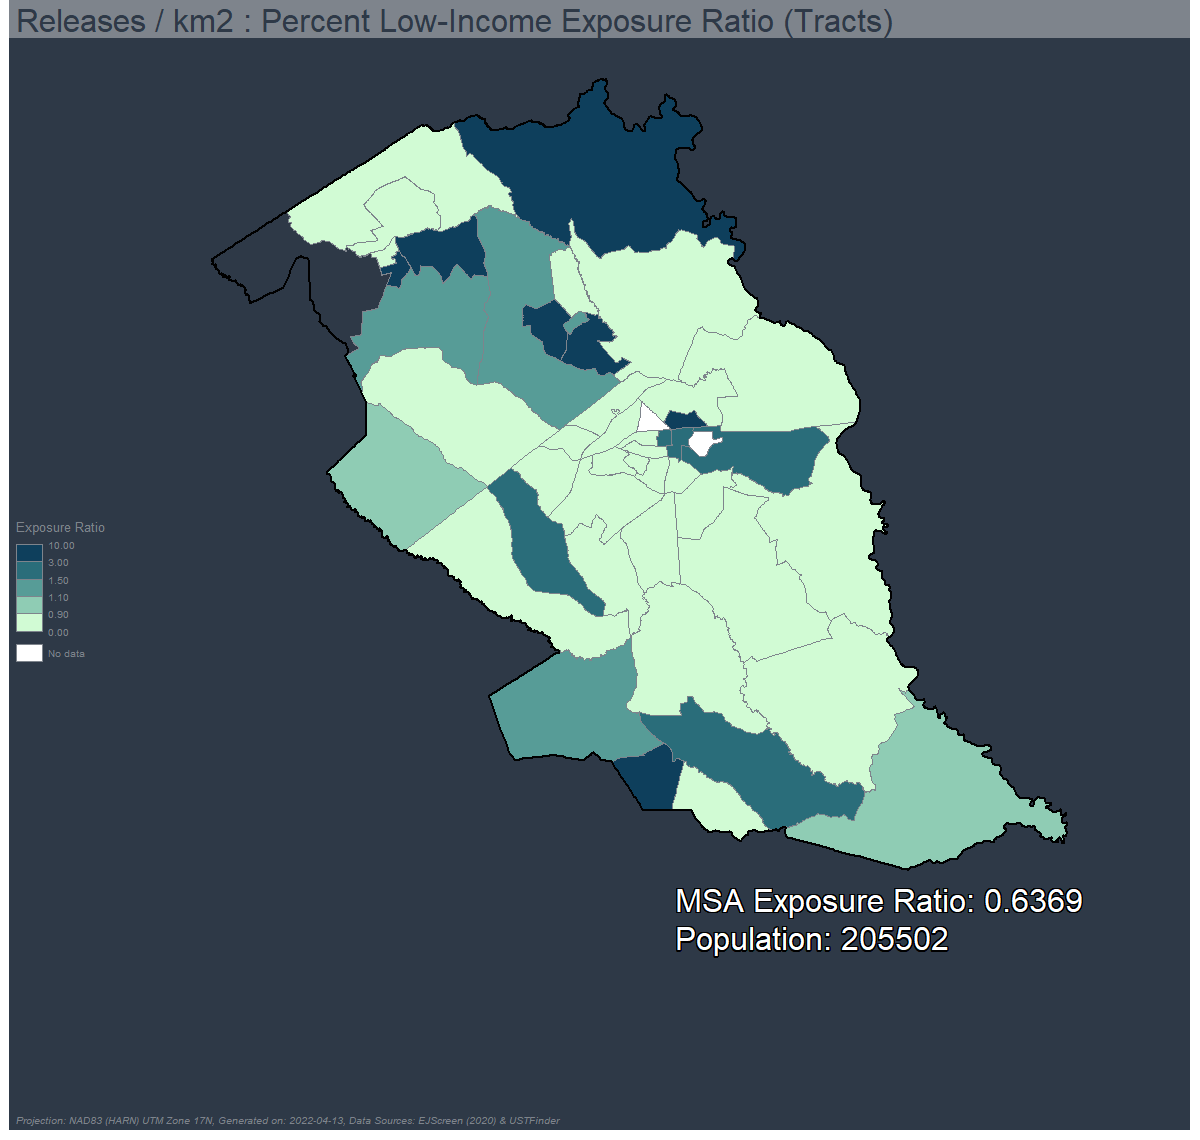 Releases / km2 : Percent Low-Income Exposure Ratio (Tracts)
Exposure Ratio
10.00
3.00
1.50
1.10
0.90
0.00
No data
MSA Exposure Ratio: 0.6369
Population: 205502
Projection: NAD83 (HARN) UTM Zone 17N, Generated on: 2022-04-13, Data Sources: EJScreen (2020) & USTFinder